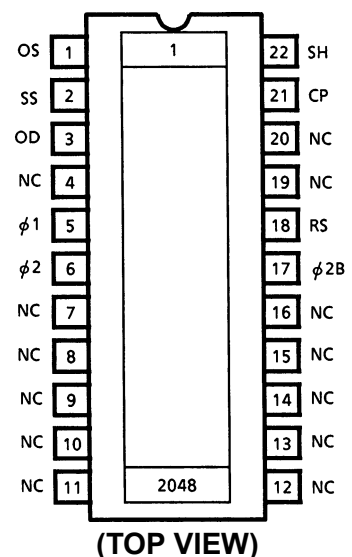 OS 1 1 22 SH
SS 2 21 CP
OD 3 20 NC
NC 4 19 NC
ϕ1 5 18 RS
ϕ2 6 17 ϕ2B
NC 7 16 NC
NC 8 15 NC
NC 9 14 NC
NC 10 13 NC
NC 11 2048 12 NC
(TOP VIEW)